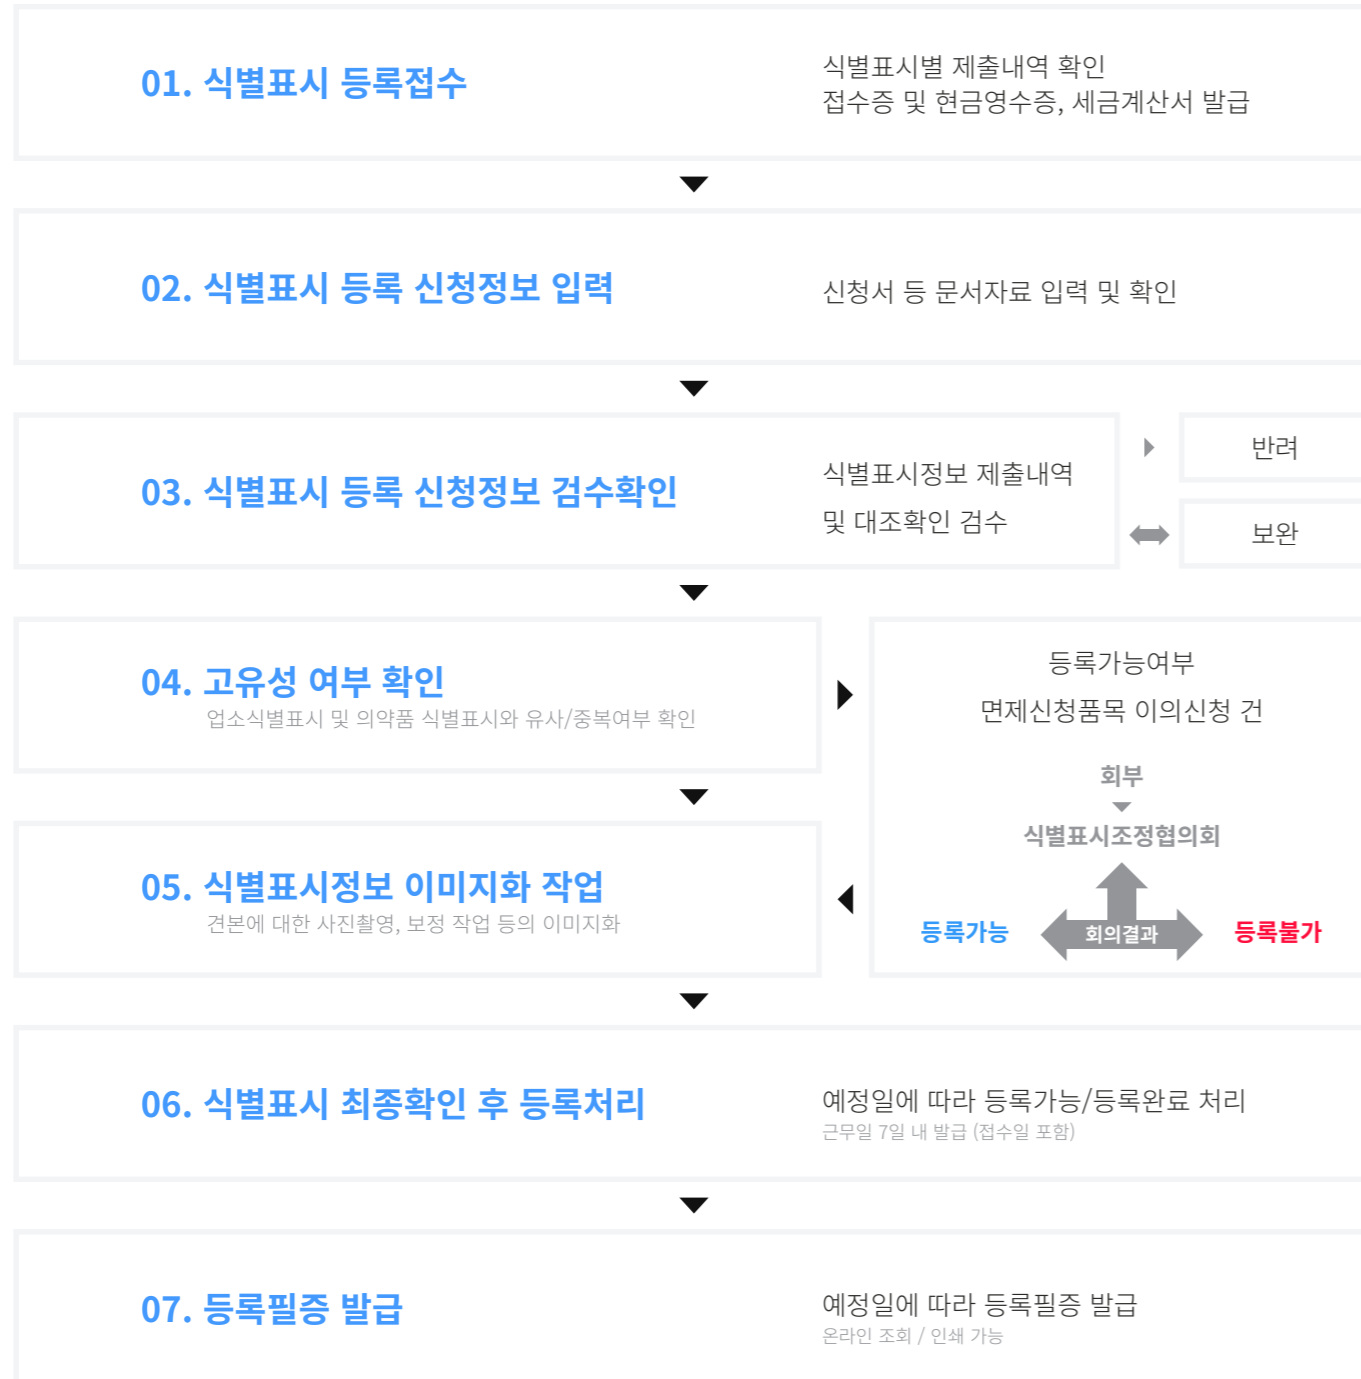 01. 식별표시 등록접수
식별표시별 제출내역 확인
접수증 및 현금영수증, 세금계산서 발급
02. 식별표시 등록 신청정보 입력
신청서 등 문서자료 입력 및 확인
03. 식별표시 등록 신청정보 검수확인
식별표시정보 제출내역
및 대조확인 검수
반려
보완
04. 고유성 여부 확인
업소식별표시 및 의약품 식별표시와 유사/중복여부 확인
등록가능여부
면제신청품목 이의신청 건
회부
식별표시조정협의회
등록가능
회의결과
등록불가
05. 식별표시정보 이미지화 작업
견본에 대한 사진촬영, 보정 작업 등의 이미지화
06. 식별표시 최종확인 후 등록처리
예정일에 따라 등록가능/등록완료 처리
근무일 7일 내 발급 (접수일 포함)
07. 등록필증 발급
예정일에 따라 등록필증 발급
온라인 조회 / 인쇄 가능